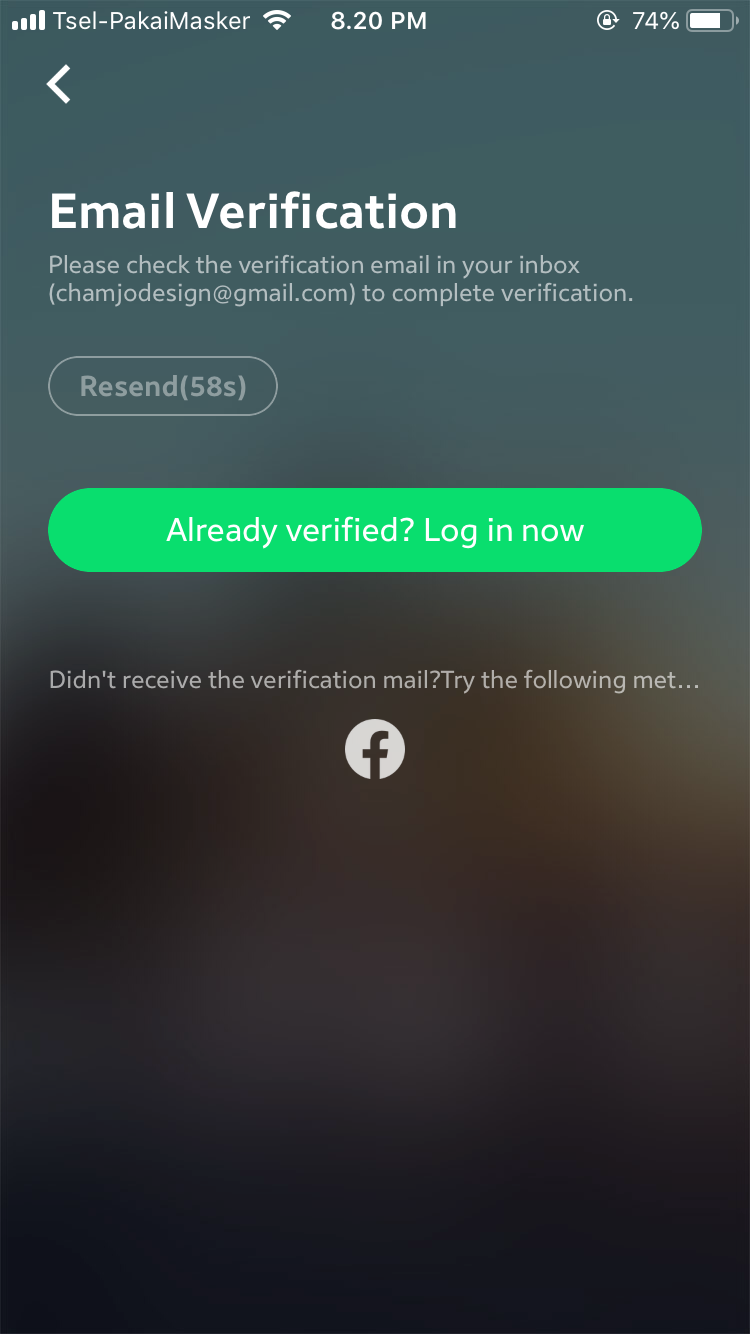 Tsel-PakaiMasker 8.20 PM 74%
Email Verification
Please check the verification email in your inbox
(chamjodesign@gmail.com) to complete verification.
Resend(58s)
Already verified? Log in now
Didn't receive the verification mail?Try the following met...